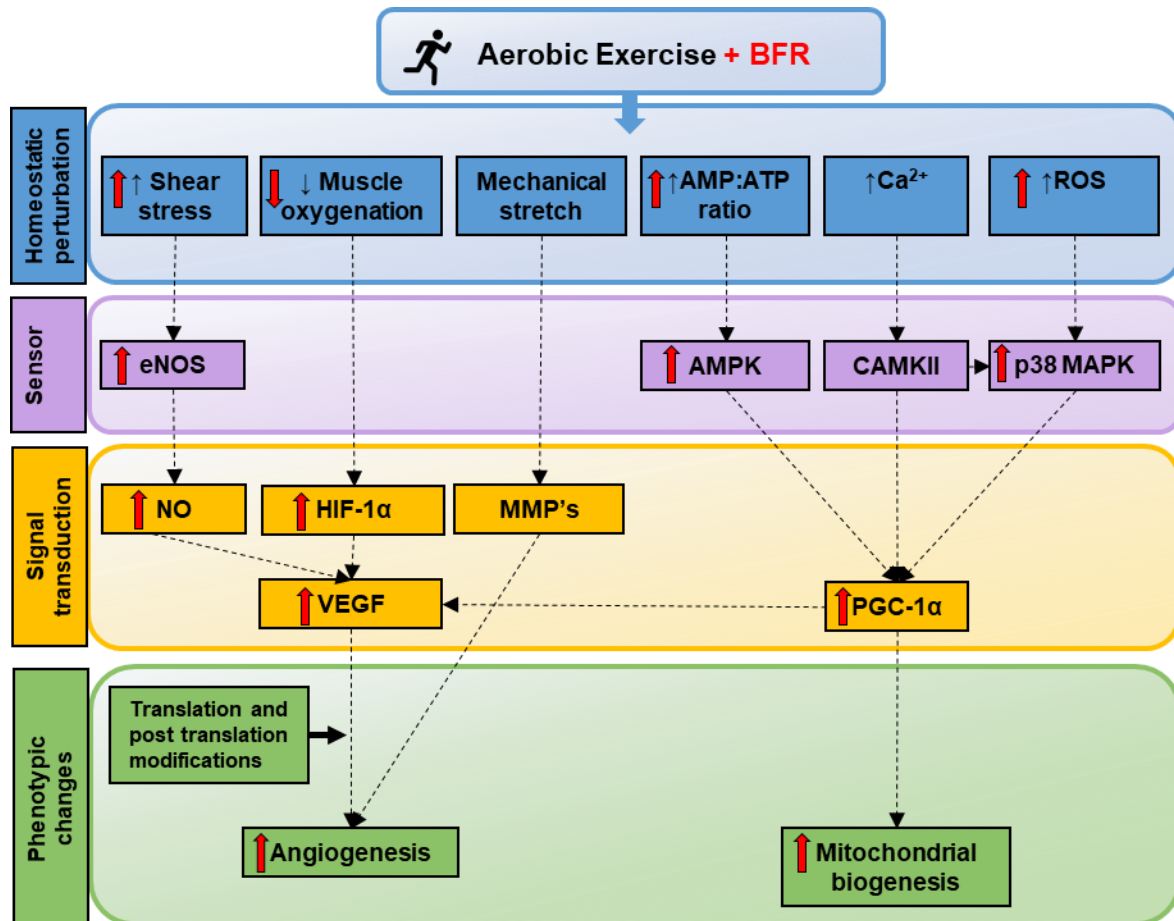 Aerobic Exercise + BFR
Homeostatic
perturbation
↑ Shear
stress
↓ Muscle
oxygenation
Mechanical
stretch
↑AMP:ATP
ratio
↑Ca²⁺
↑ROS
Sensor
eNOS
AMPK
CAMKII
p38 MAPK
Signal
transduction
NO
HIF-1α
MMP's
VEGF
PGC-1α
Phenotypic
changes
Translation and
post translation
modifications
Angiogenesis
Mitochondrial
biogenesis